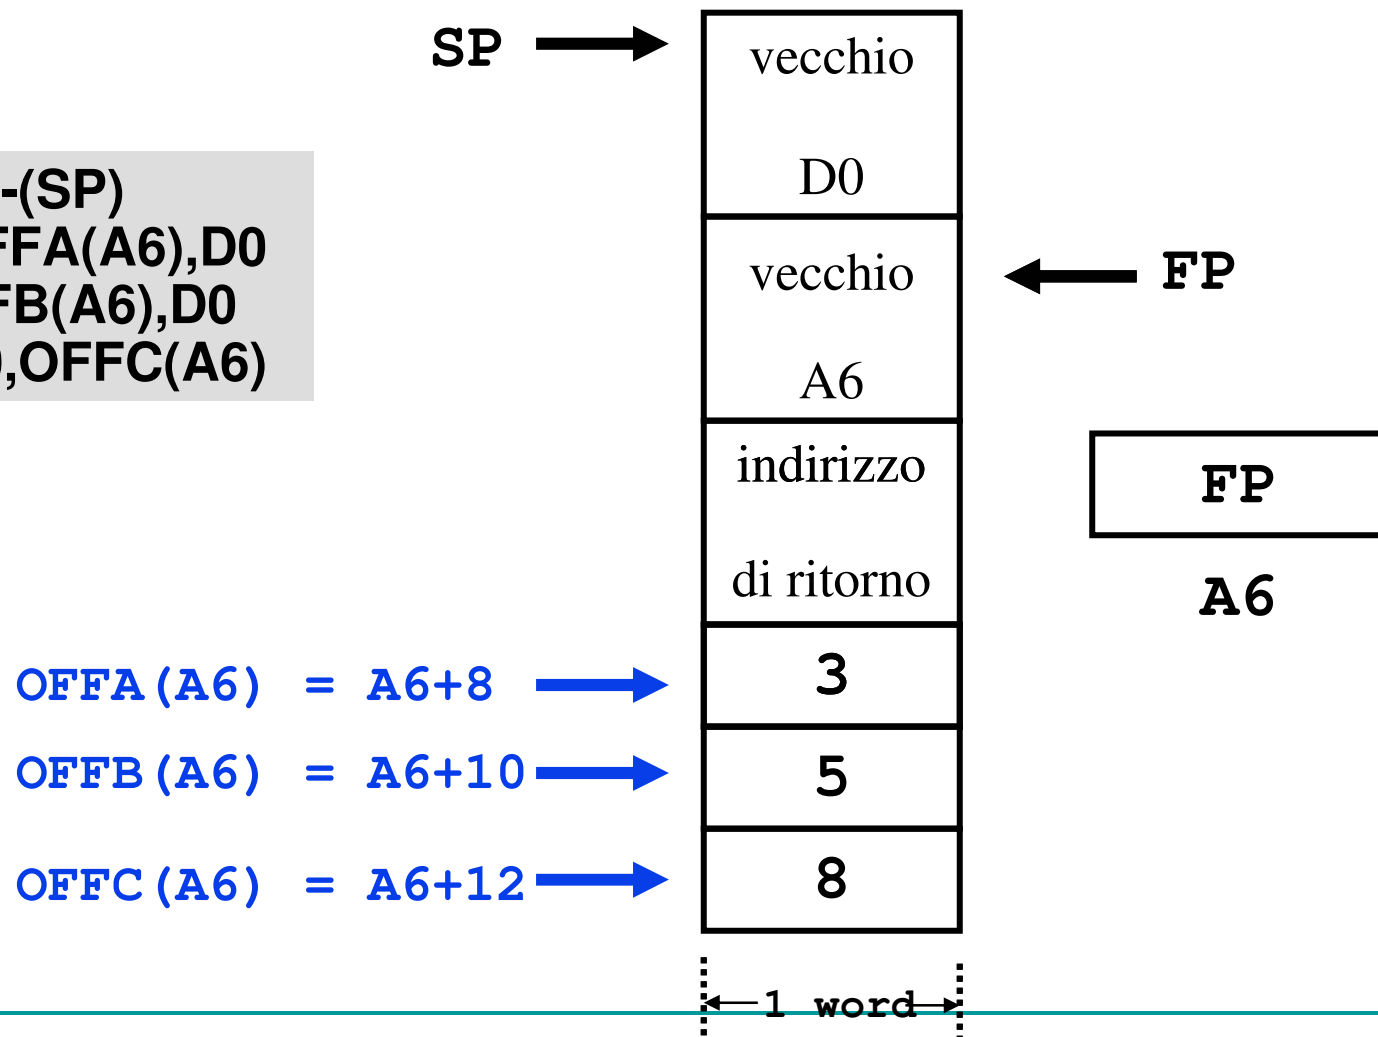 SP
vecchio
D0
-(SP)
FFA(A6),D0
FB(A6),D0
,OFFC(A6)
vecchio
A6
FP
indirizzo
di ritorno
FP
A6
OFFA(A6) = A6+8
3
OFFB(A6) = A6+10
5
OFFC(A6) = A6+12
8
1 word